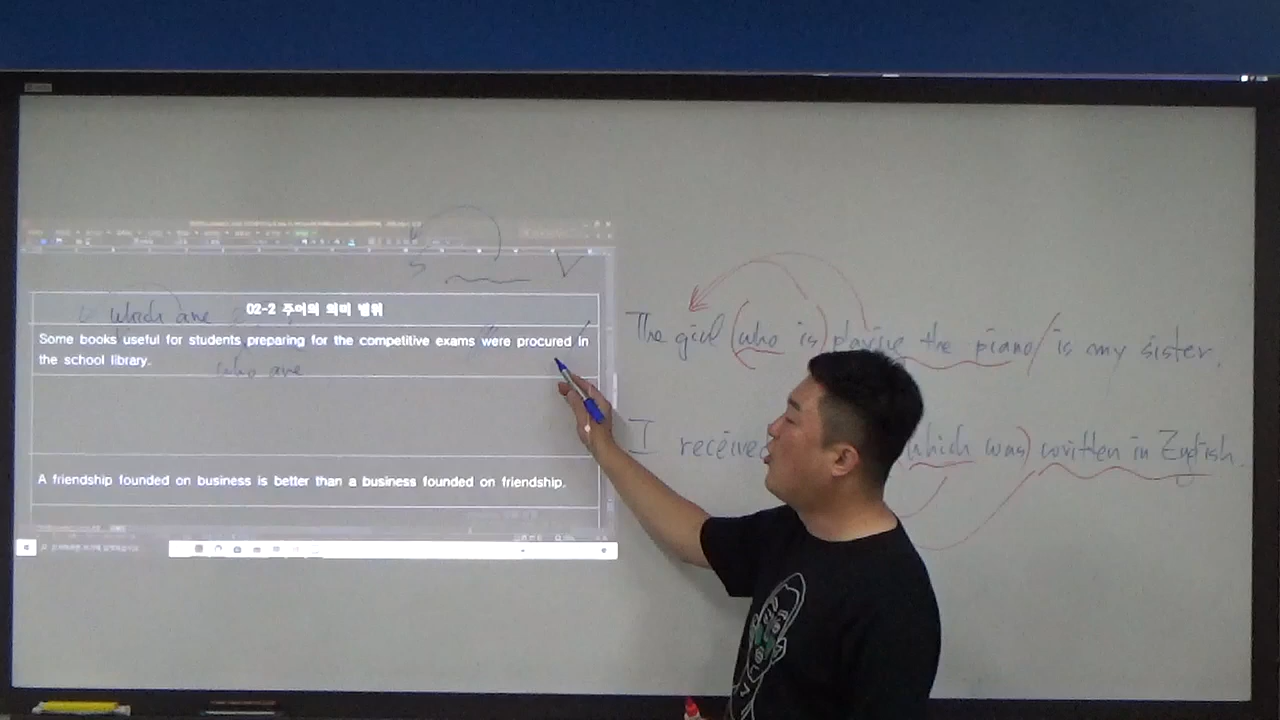 S
V
which are
02-2 주어의 의미 범위
Some books useful for students preparing for the competitive exams were procured in
the school library.
who are
A friendship founded on business is better than a business founded on friendship.
The girl (who is) playing the piano / is my sister.
I received (which was) written in English.